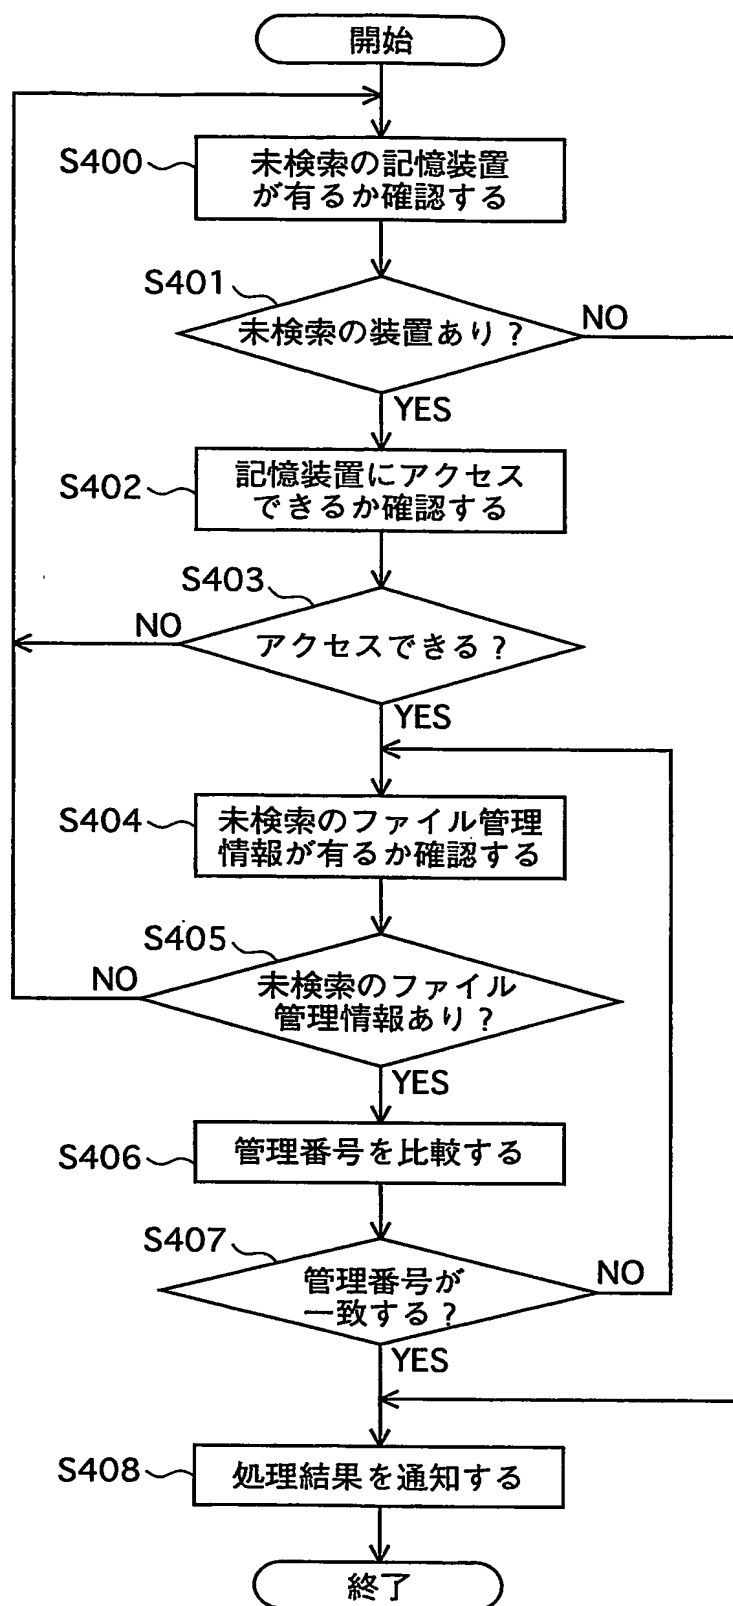 開始
S400
未検索の記憶装置
が有るか確認する
S401
未検索の装置あり?
NO
YES
S402
記憶装置にアクセス
できるか確認する
S403
アクセスできる?
NO
YES
S404
未検索のファイル管理
情報が有るか確認する
S405
未検索のファイル
管理情報あり?
NO
YES
S406
管理番号を比較する
S407
管理番号が
一致する?
NO
YES
S408
処理結果を通知する
終了